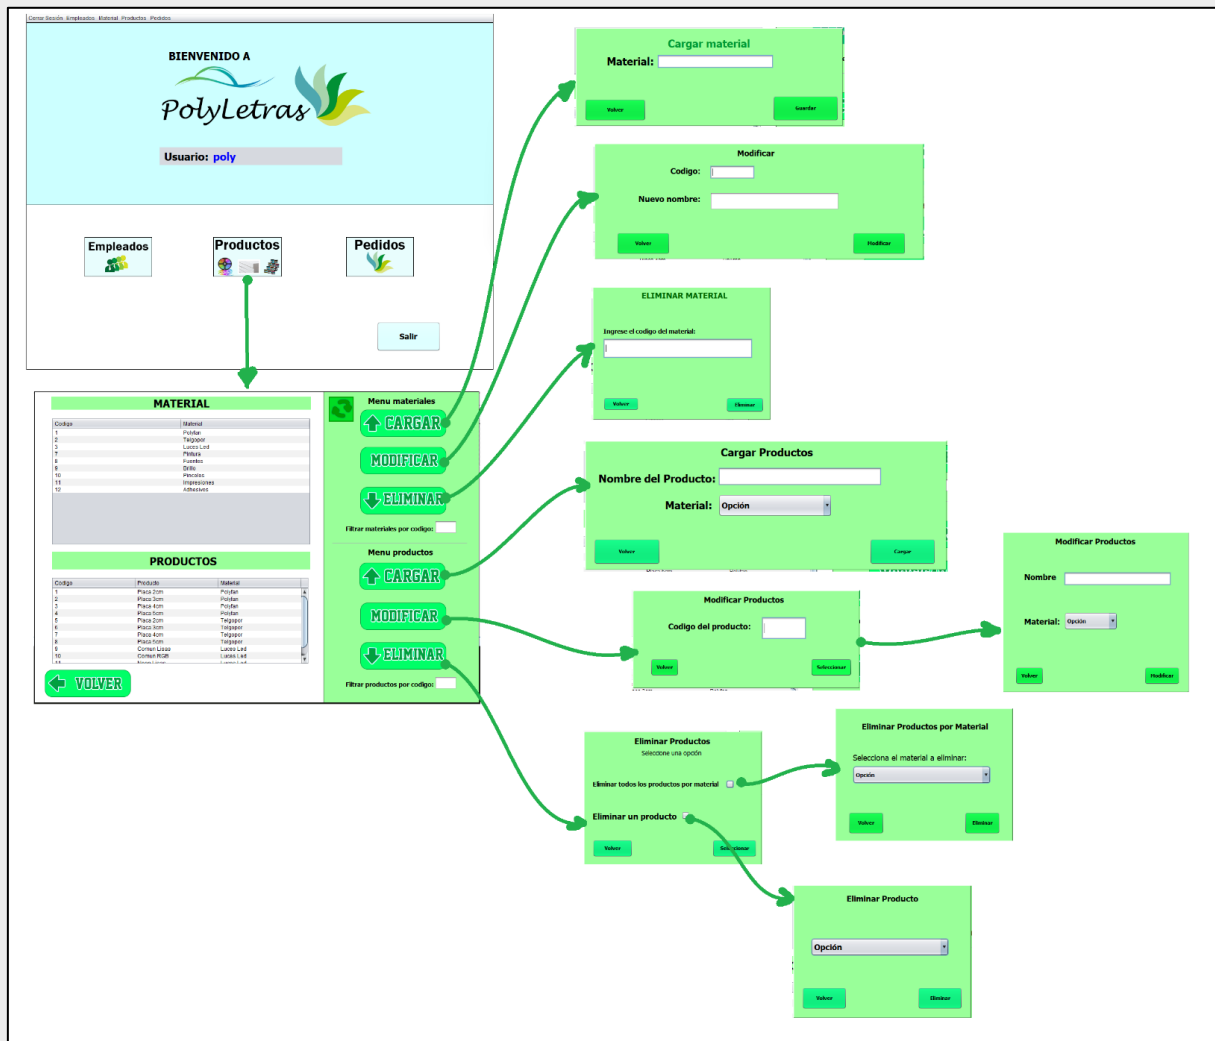 Cerrar Sesión Empleados Material Productos Pedidos
BIENVENIDO A
PolyLetras
Usuario: poly
Empleados
Productos
Pedidos
Salir
MATERIAL
Codigo Material
1 Polyfan
2 Telgopor
3 Luces Led
7 Pintura
8 Fuentes
9 Brillo
10 Pinceles
11 Impresiones
12 Adhesivos
PRODUCTOS
Codigo Producto Material
1 Placa 2cm Polyfan
2 Placa 3cm Polyfan
3 Placa 4cm Polyfan
4 Placa 5cm Polyfan
5 Placa 2cm Telgopor
6 Placa 3cm Telgopor
7 Placa 4cm Telgopor
8 Placa 5cm Telgopor
9 Comun Lisas Luces Led
10 Comun RGB Luces Led
VOLVER
Menu materiales
CARGAR
MODIFICAR
ELIMINAR
Filtrar materiales por codigo:
Menu productos
CARGAR
MODIFICAR
ELIMINAR
Filtrar productos por codigo:
Cargar material
Material:
Volver Guardar
Modificar
Codigo:
Nuevo nombre:
Volver Modificar
ELIMINAR MATERIAL
Ingrese el codigo del material:
Volver Eliminar
Cargar Productos
Nombre del Producto:
Material: Opción
Volver Cargar
Modificar Productos
Codigo del producto:
Volver Seleccionar
Modificar Productos
Nombre
Material: Opción
Volver Modificar
Eliminar Productos
Seleccione una opción
Eliminar todos los productos por material
Eliminar un producto
Volver Seleccionar
Eliminar Productos por Material
Selecciona el material a eliminar:
Opción
Volver Eliminar
Eliminar Producto
Opción
Volver Eliminar